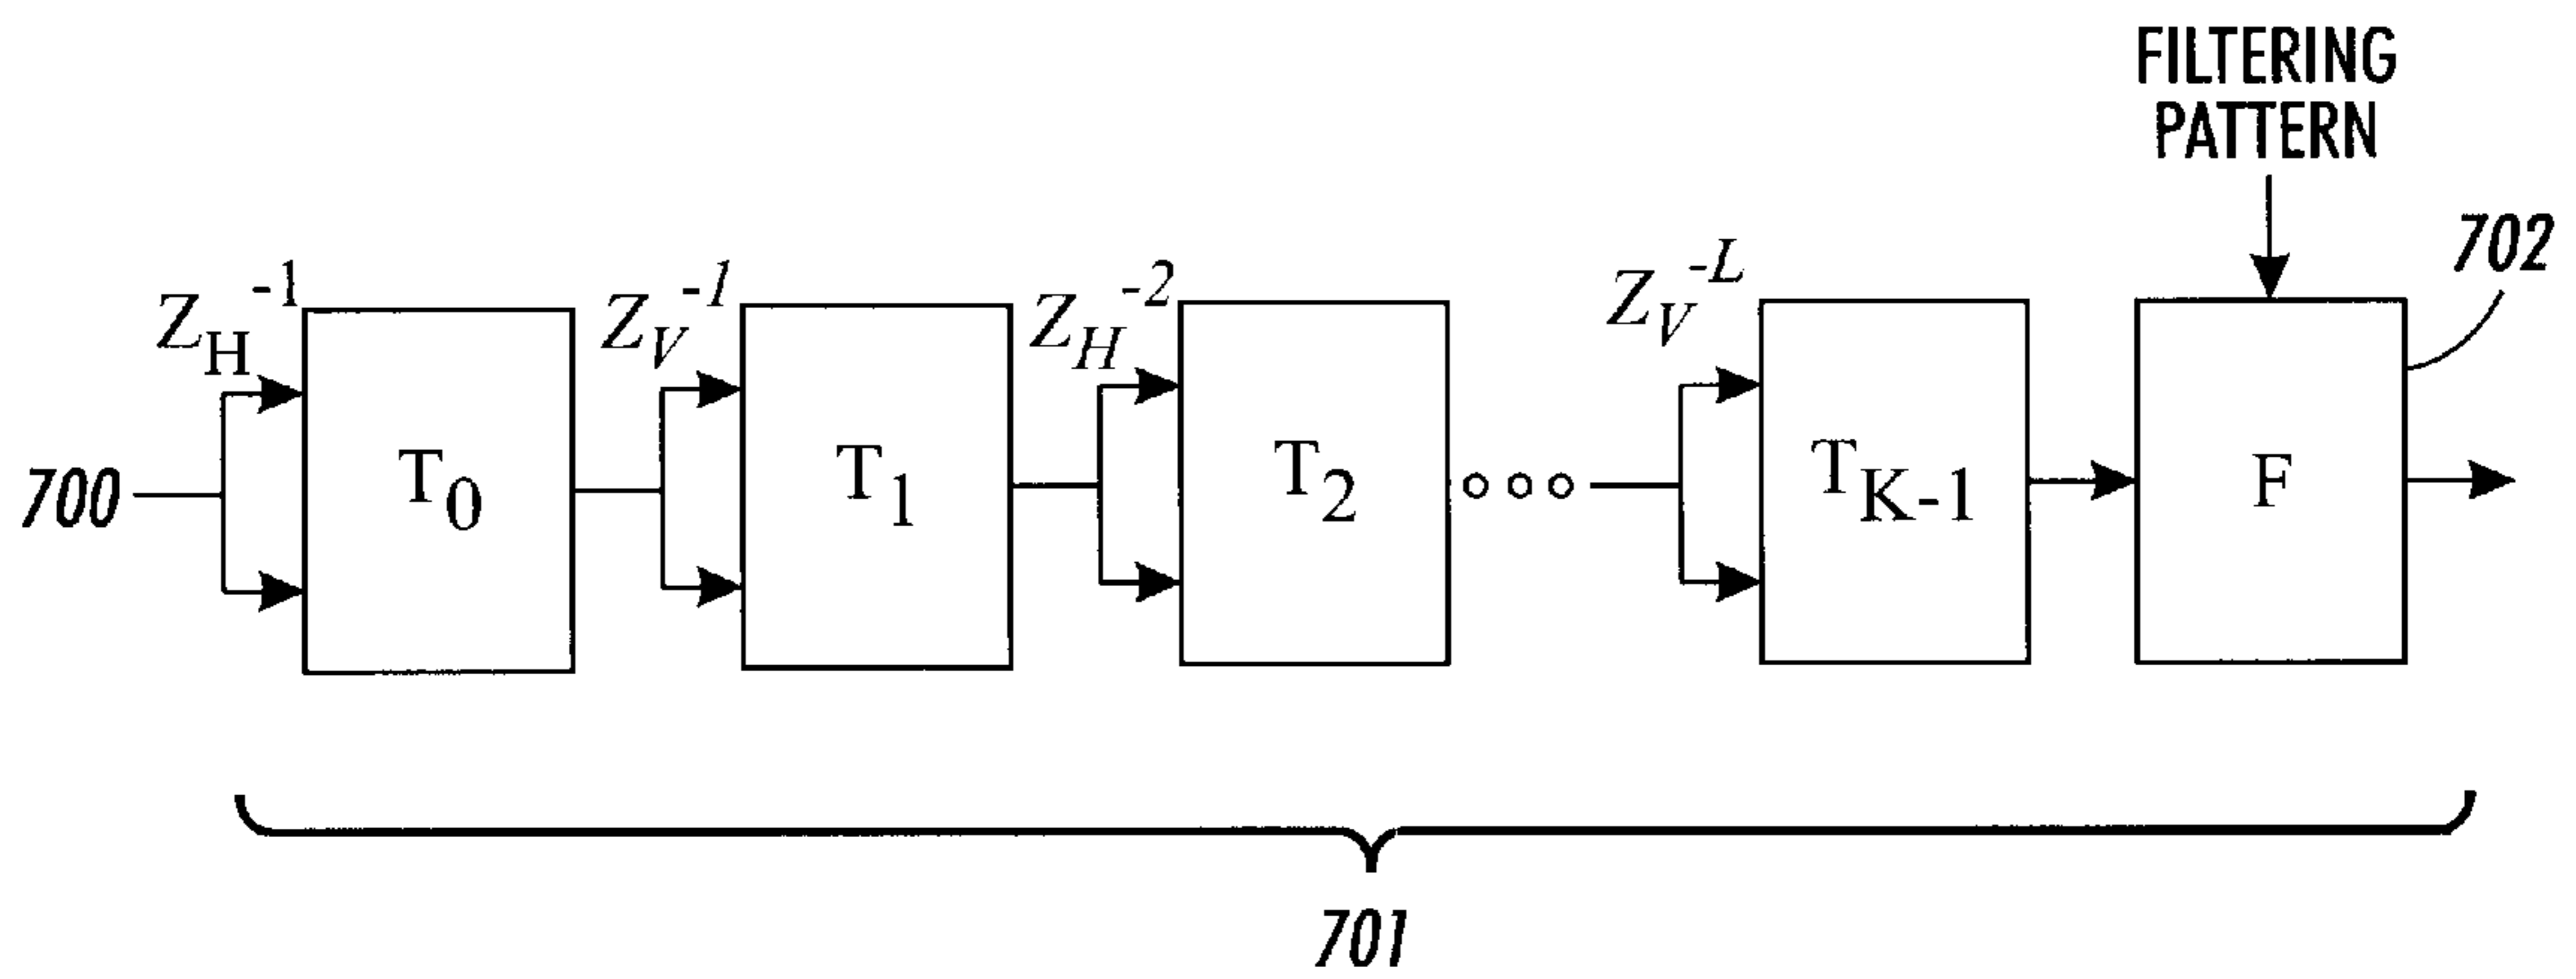 FILTERING
PATTERN
702
Z_H^-1
Z_V^-1
Z_H^-2
Z_V^-L
700
T_0
T_1
T_2
T_K-1
F
701